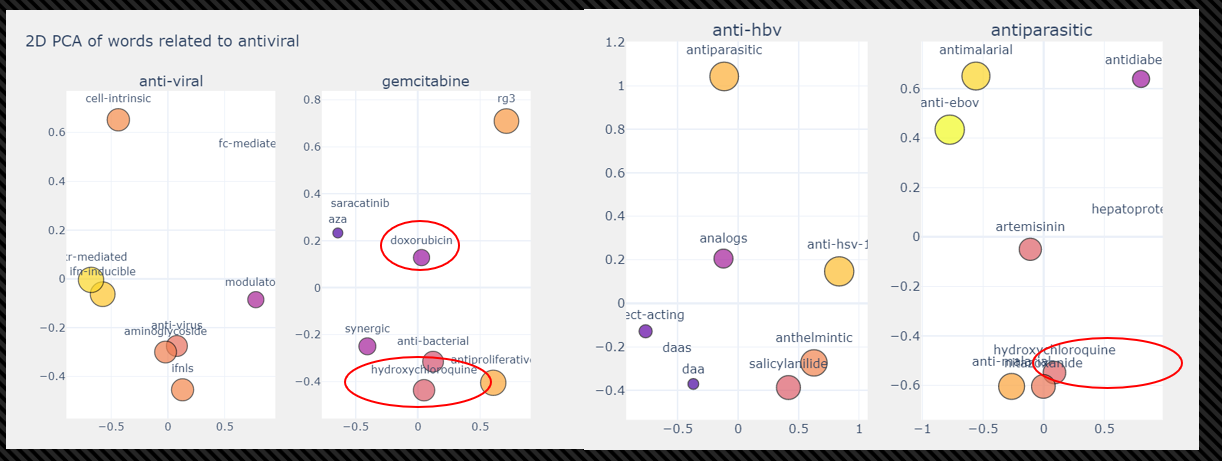 2D PCA of words related to antiviral
anti-viral
cell-intrinsic
0.6
fc-mediate
0.4
0.2
:r-mediated
ifn-inducible
0
modulato
−0.2
anti-virus
aminoglycoside
ifnls
−0.4
−0.5
0
0.5
gemcitabine
0.8
rg3
0.6
0.4
saracatinib
aza
0.2
doxorubicin
0
synergic
−0.2
anti-bacterial
antiproliferativ
hydroxychloroquine
−0.4
−0.5
0
0.5
anti-hbv
1.2
antiparasitic
1
0.8
0.6
0.4
analogs
anti-hsv-1
0.2
0
ect-acting
−0.2
daas
anthelmintic
daa
salicylanilide
−0.4
−0.5
0
0.5
1
antiparasitic
antimalarial
antidiabe
0.6
anti-ebov
0.4
0.2
hepatoprote
artemisinin
0
−0.2
−0.4
hydroxychloroquine
−0.6
−1
−0.5
0
0.5